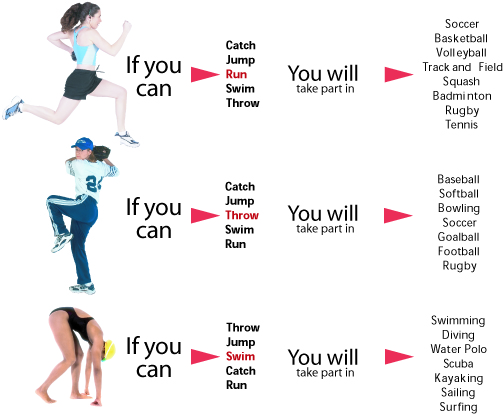 If you
can
Catch
Jump
Run
Swim
Throw
You will
take part in
Soccer
Basketball
Volleyball
Track and Field
Squash
Badminton
Rugby
Tennis
22
If you
can
Catch
Jump
Throw
Swim
Run
You will
take part in
Baseball
Softball
Bowling
Soccer
Goalball
Football
Rugby
If you
can
Throw
Jump
Swim
Catch
Run
You will
take part in
Swimming
Diving
Water Polo
Scuba
Kayaking
Sailing
Surfing